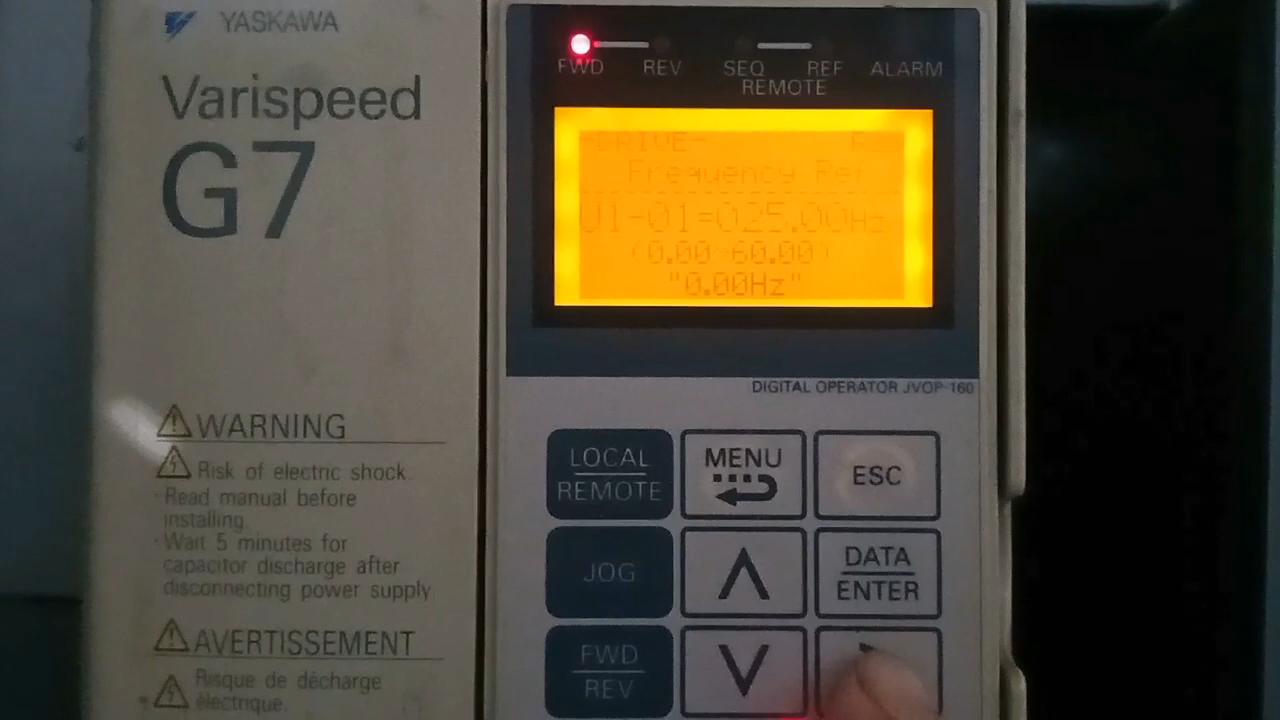 YASKAWA
Varispeed
G7
WARNING
Risk of electric shock.
· Read manual before
installing.
· Wait 5 minutes for
capacitor discharge after
disconnecting power supply
AVERTISSEMENT
Risque de décharge
électrique.
FWD REV SEQ REF ALARM
REMOTE
-DRIVE-
Frequency Ref
U1-01=025.00Hz
(0.00~60.00)
"0.00Hz"
DIGITAL OPERATOR JVOP-160
LOCAL
REMOTE
MENU
ESC
JOG
DATA
ENTER
FWD
REV